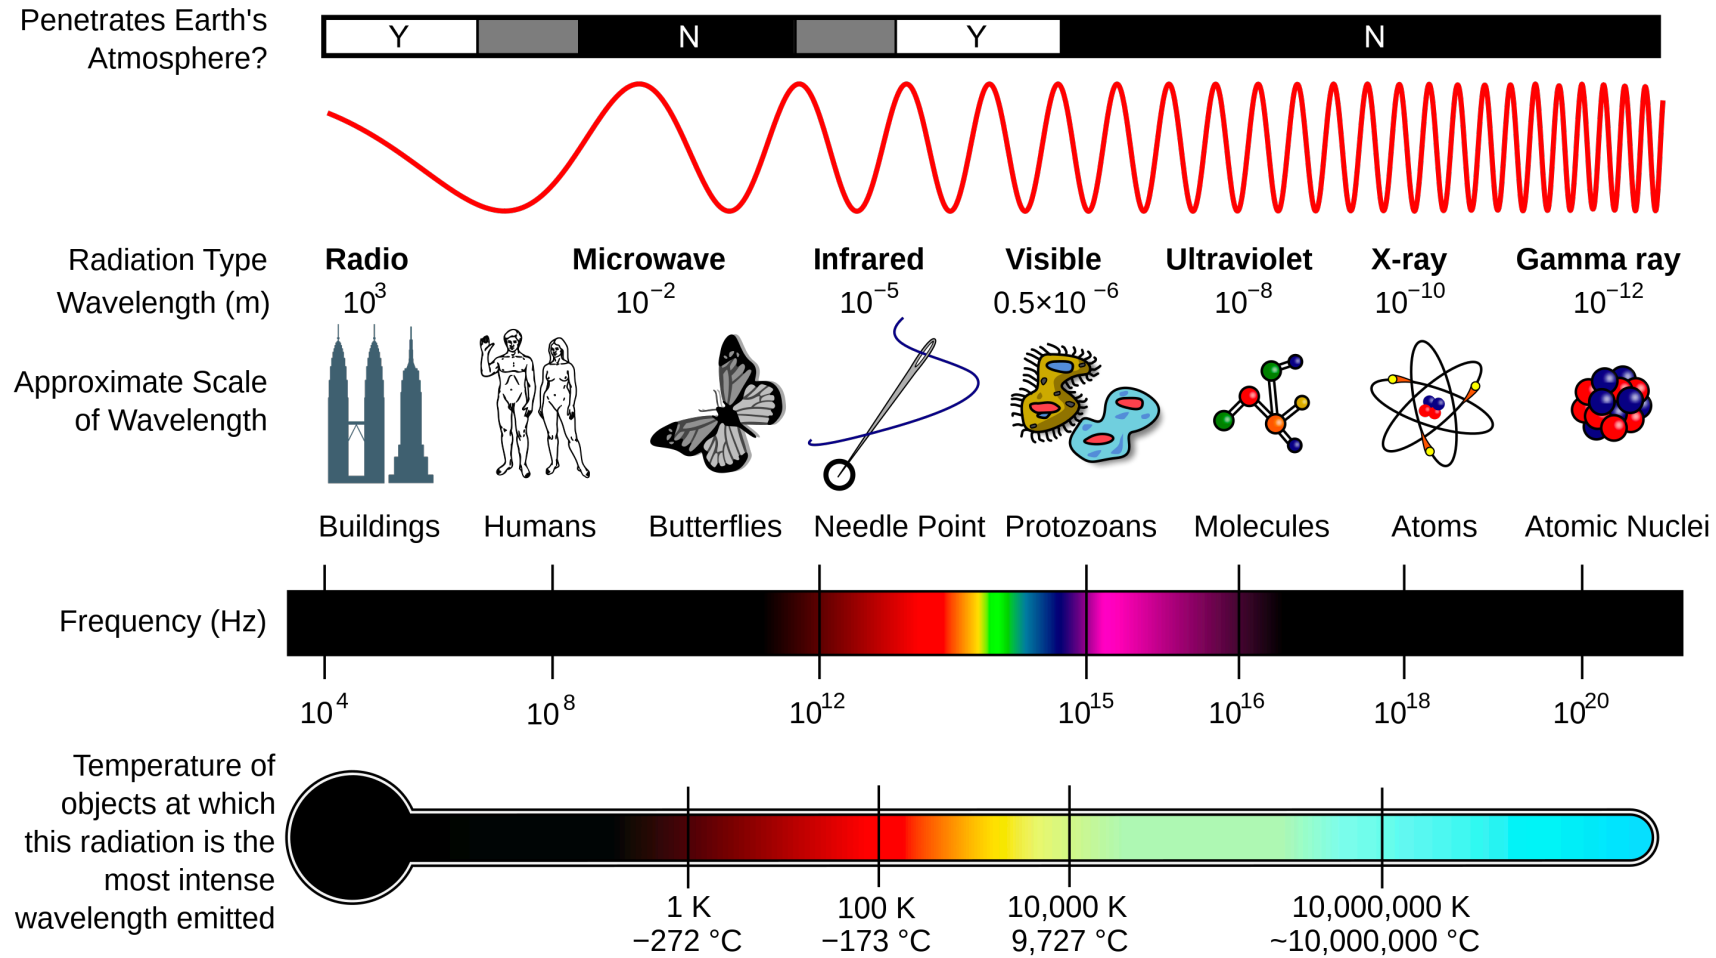 Penetrates Earth's
Atmosphere?
Y N Y N
Radiation Type Radio Microwave Infrared Visible Ultraviolet X-ray Gamma ray
Wavelength (m) 10³ 10⁻² 10⁻⁵ 0.5×10⁻⁶ 10⁻⁸ 10⁻¹⁰ 10⁻¹²
Approximate Scale
of Wavelength
Buildings Humans Butterflies Needle Point Protozoans Molecules Atoms Atomic Nuclei
Frequency (Hz)
10⁴ 10⁸ 10¹² 10¹⁵ 10¹⁶ 10¹⁸ 10²⁰
Temperature of
objects at which
this radiation is the
most intense
wavelength emitted
1 K 100 K 10,000 K 10,000,000 K
−272 °C −173 °C 9,727 °C ~10,000,000 °C